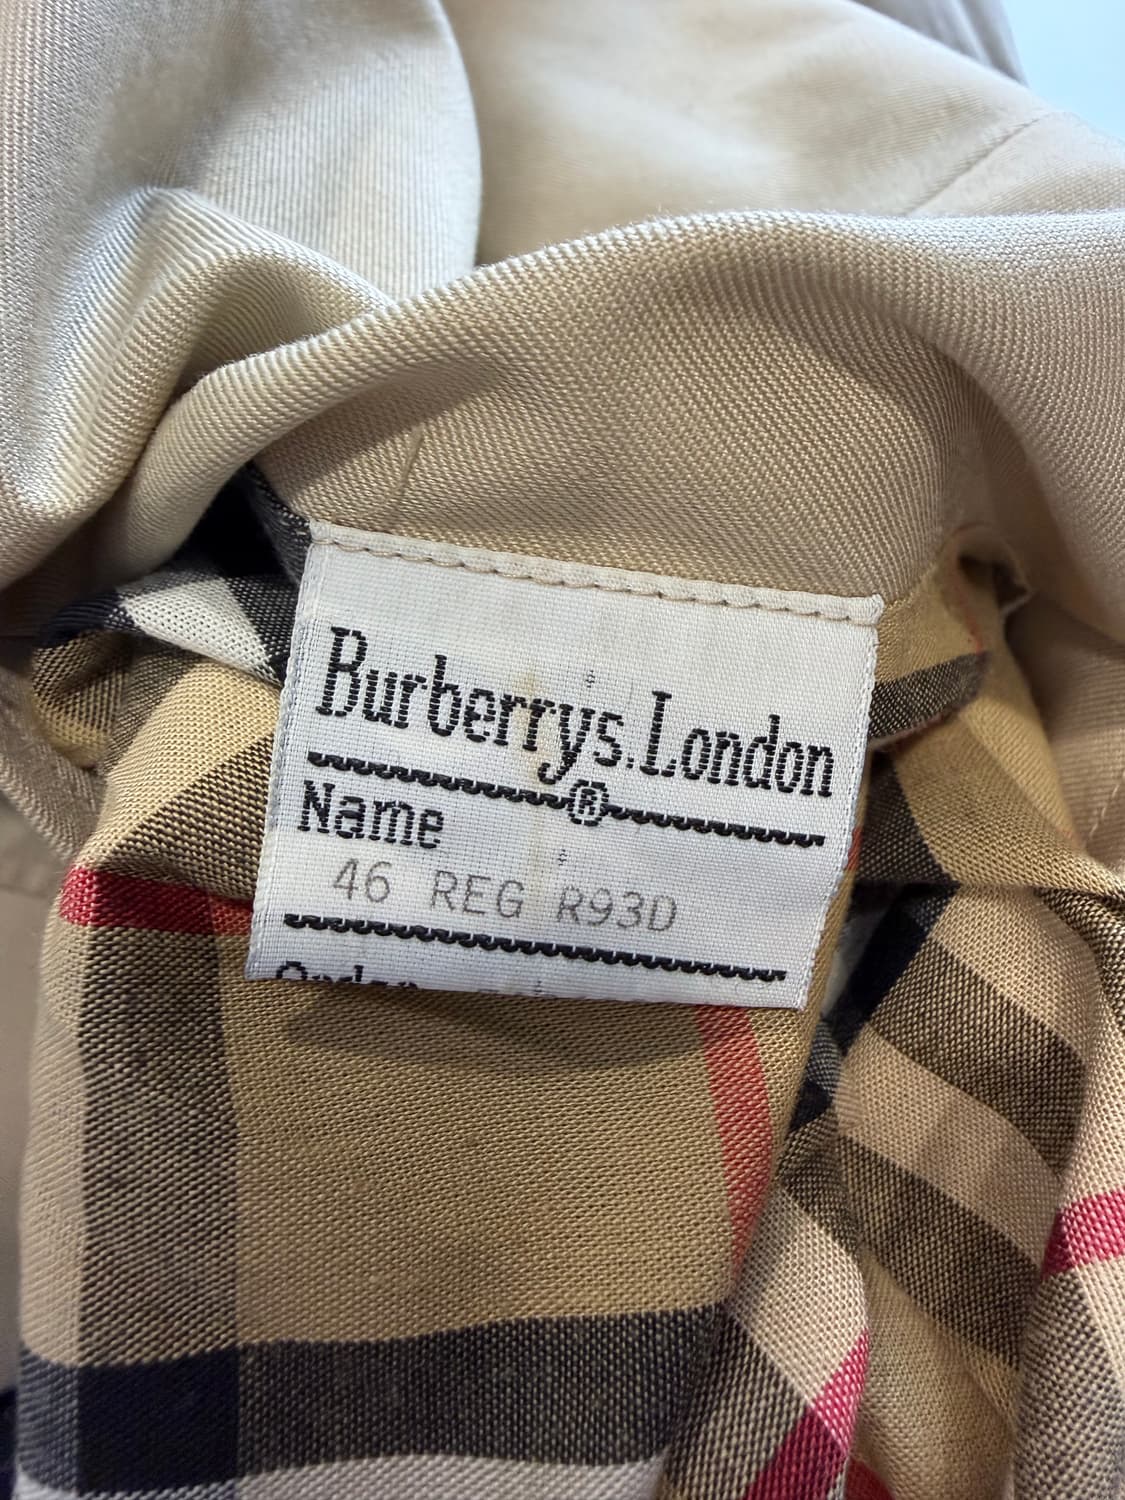 Burberrys.London
®
Name
46 REG R93D